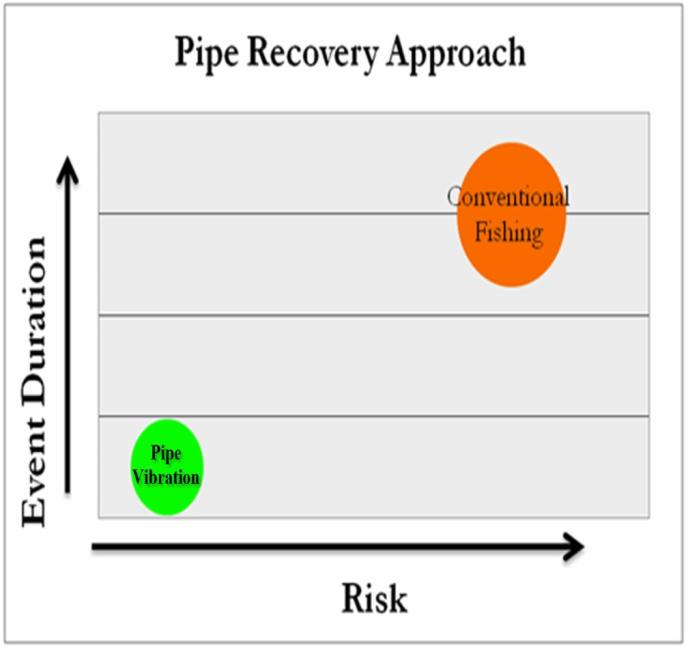 Pipe Recovery Approach
Event Duration
Conventional
Fishing
Pipe
Vibration
Risk